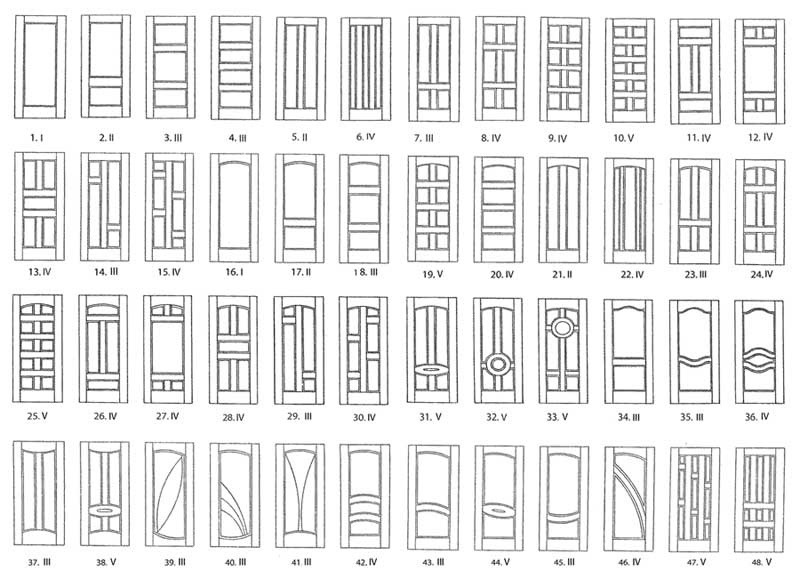 1. I 2. II 3. III 4. III 5. II 6. IV 7. III 8. IV 9. IV 10. V 11. IV 12. IV
13. IV 14. III 15. IV 16. I 17. II 18. III 19. V 20. IV 21. II 22. IV 23. III 24. IV
25. V 26. IV 27. IV 28. IV 29. III 30. IV 31. V 32. V 33. V 34. III 35. III 36. IV
37. III 38. V 39. III 40. III 41. III 42. IV 43. III 44. V 45. III 46. IV 47. V 48. V